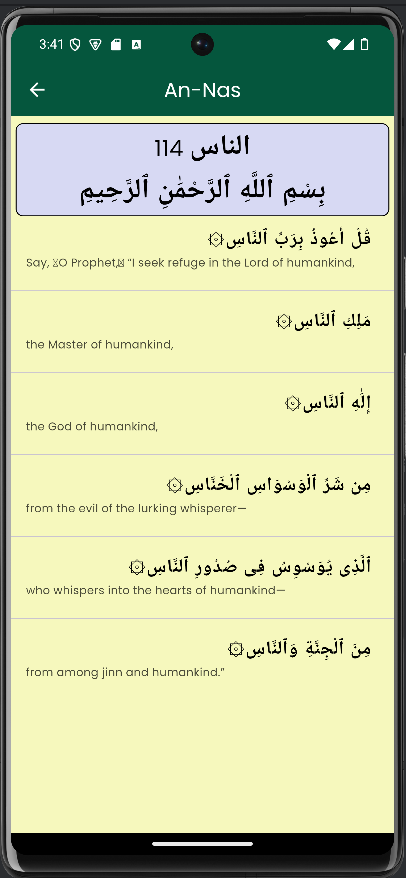 3:41
An-Nas
الناس 114
بِسْمِ ٱللَّهِ ٱلرَّحْمَٰنِ ٱلرَّحِيمِ
قُلْ أَعُوذُ بِرَبِّ ٱلنَّاسِ
Say, O Prophet, “I seek refuge in the Lord of humankind,
مَلِكِ ٱلنَّاسِ
the Master of humankind,
إِلَٰهِ ٱلنَّاسِ
the God of humankind,
مِن شَرِّ ٱلْوَسْوَاسِ ٱلْخَنَّاسِ
from the evil of the lurking whisperer—
ٱلَّذِى يُوَسْوِسُ فِى صُدُورِ ٱلنَّاسِ
who whispers into the hearts of humankind—
مِنَ ٱلْجِنَّةِ وَٱلنَّاسِ
from among jinn and humankind.”